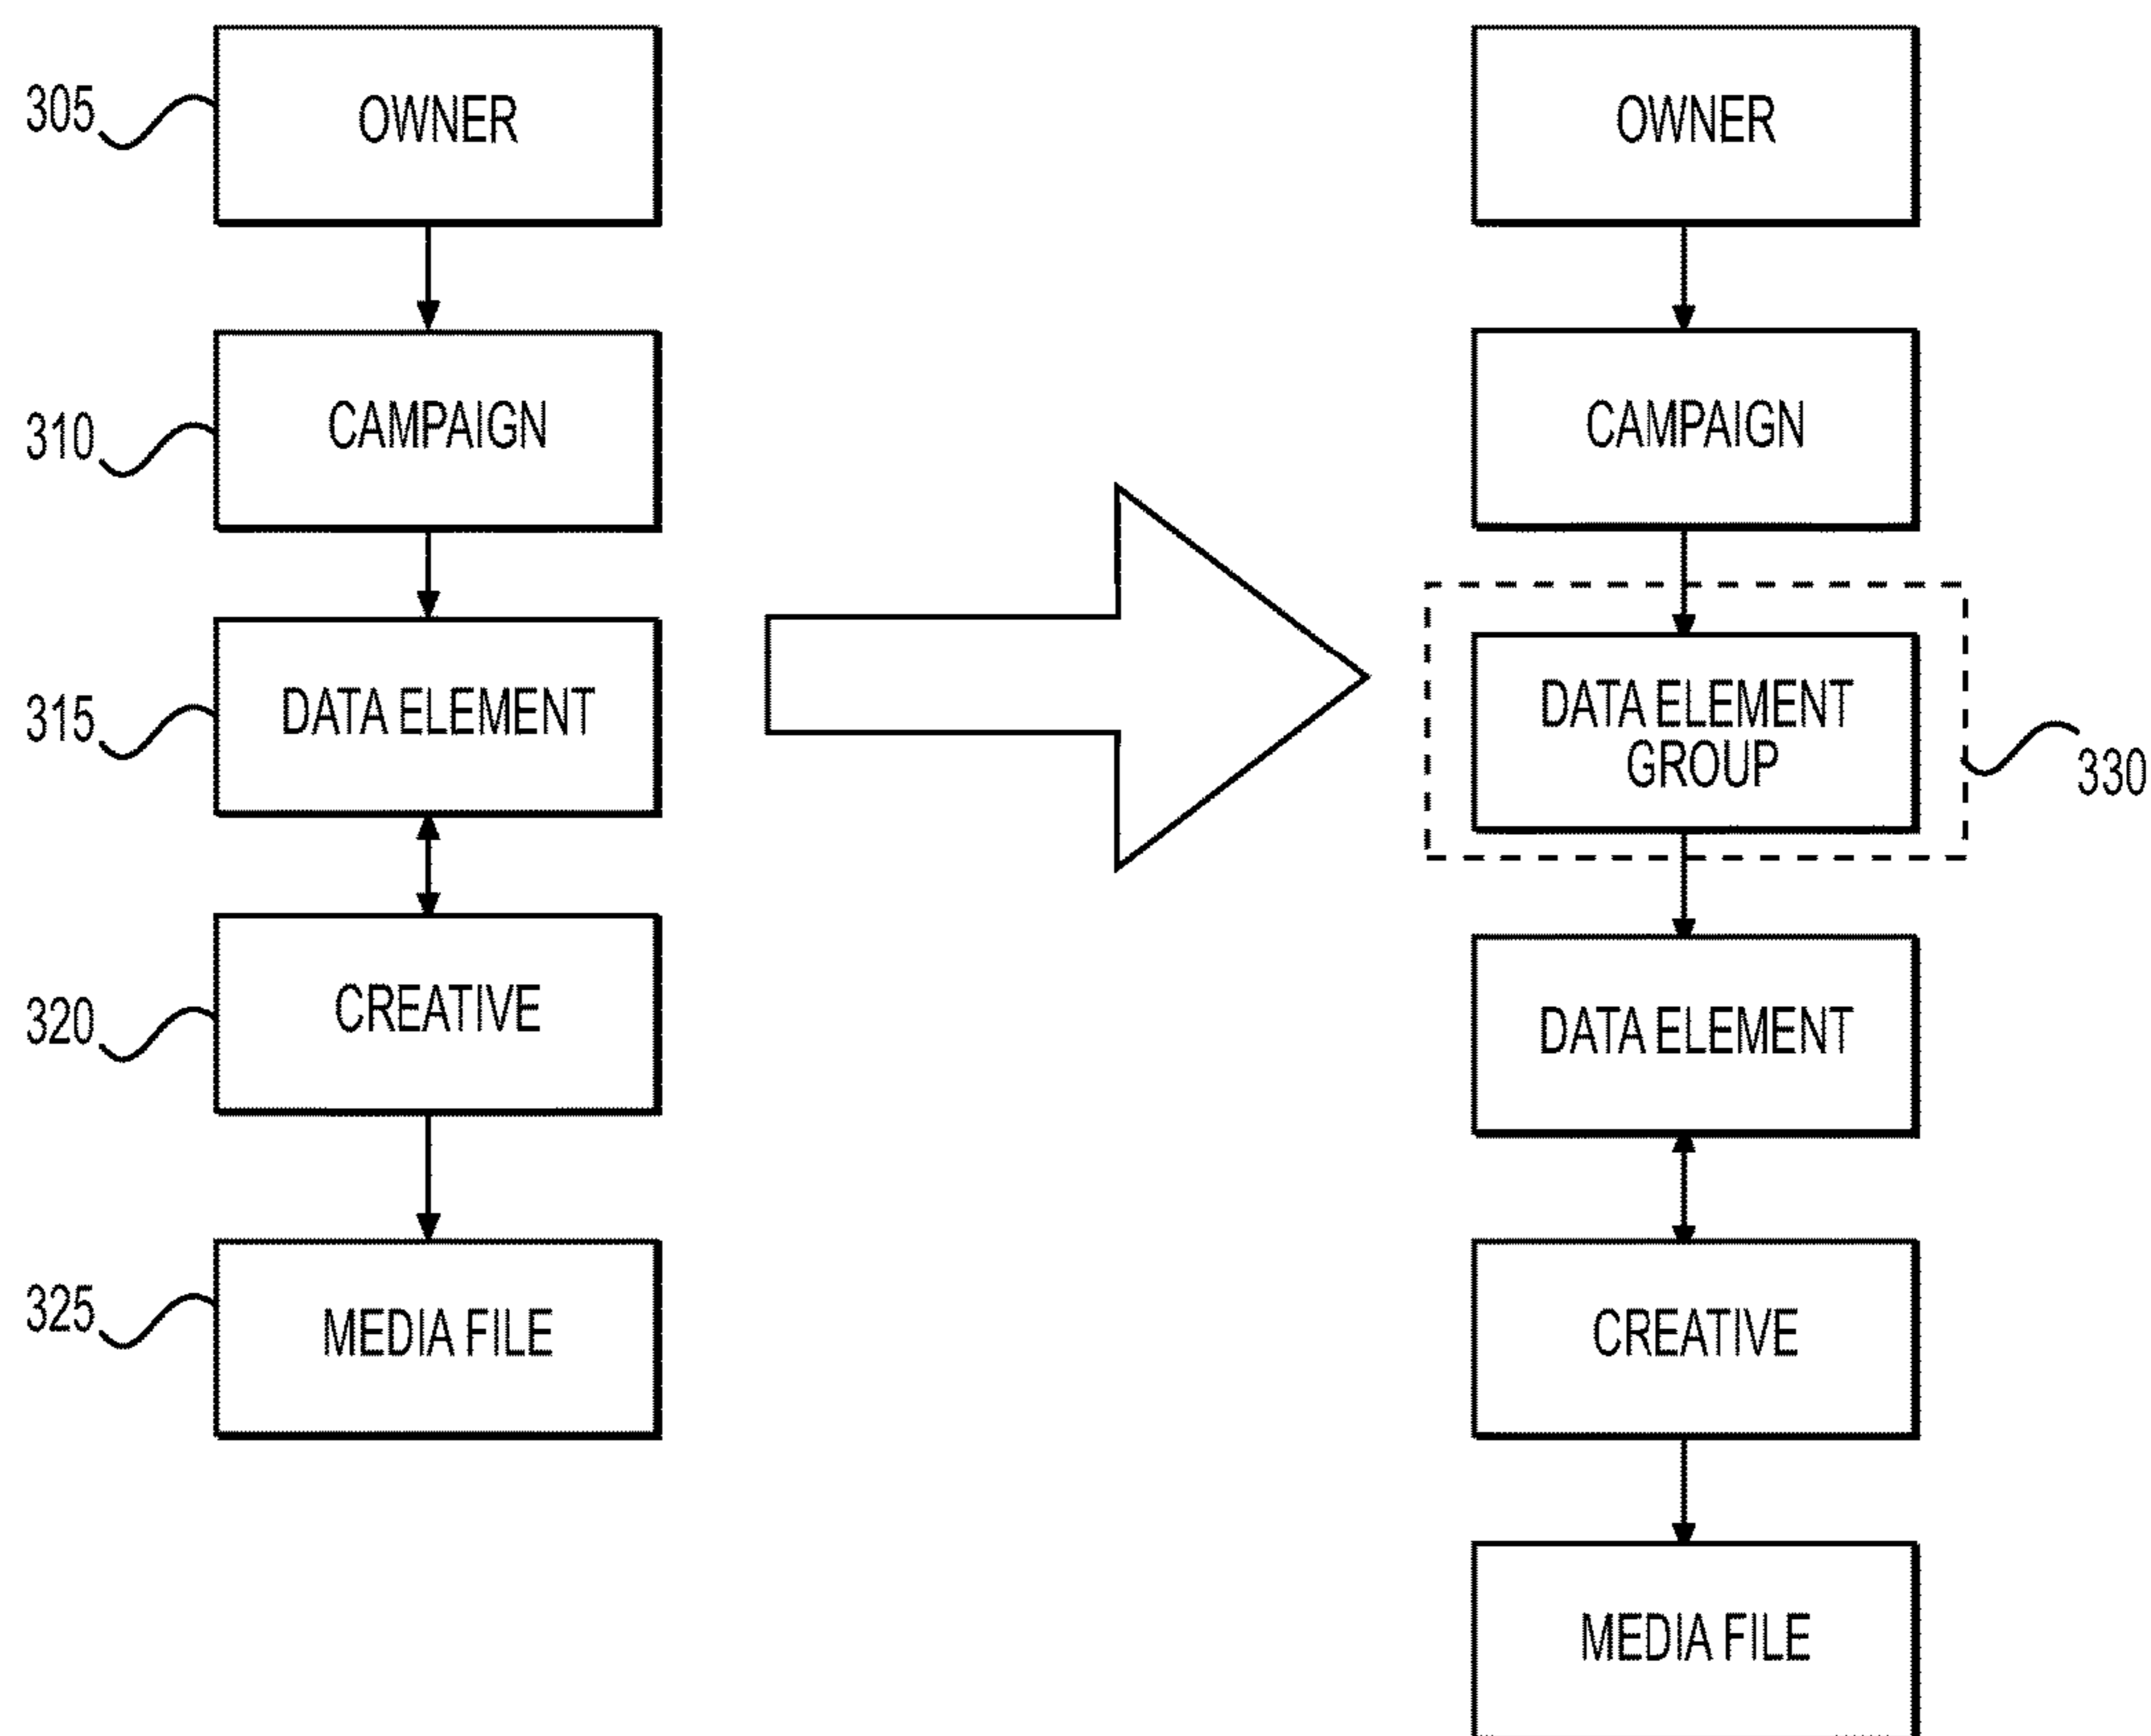 305
OWNER
310
CAMPAIGN
315
DATA ELEMENT
320
CREATIVE
325
MEDIA FILE
OWNER
CAMPAIGN
DATA ELEMENT
GROUP
330
DATA ELEMENT
CREATIVE
MEDIA FILE